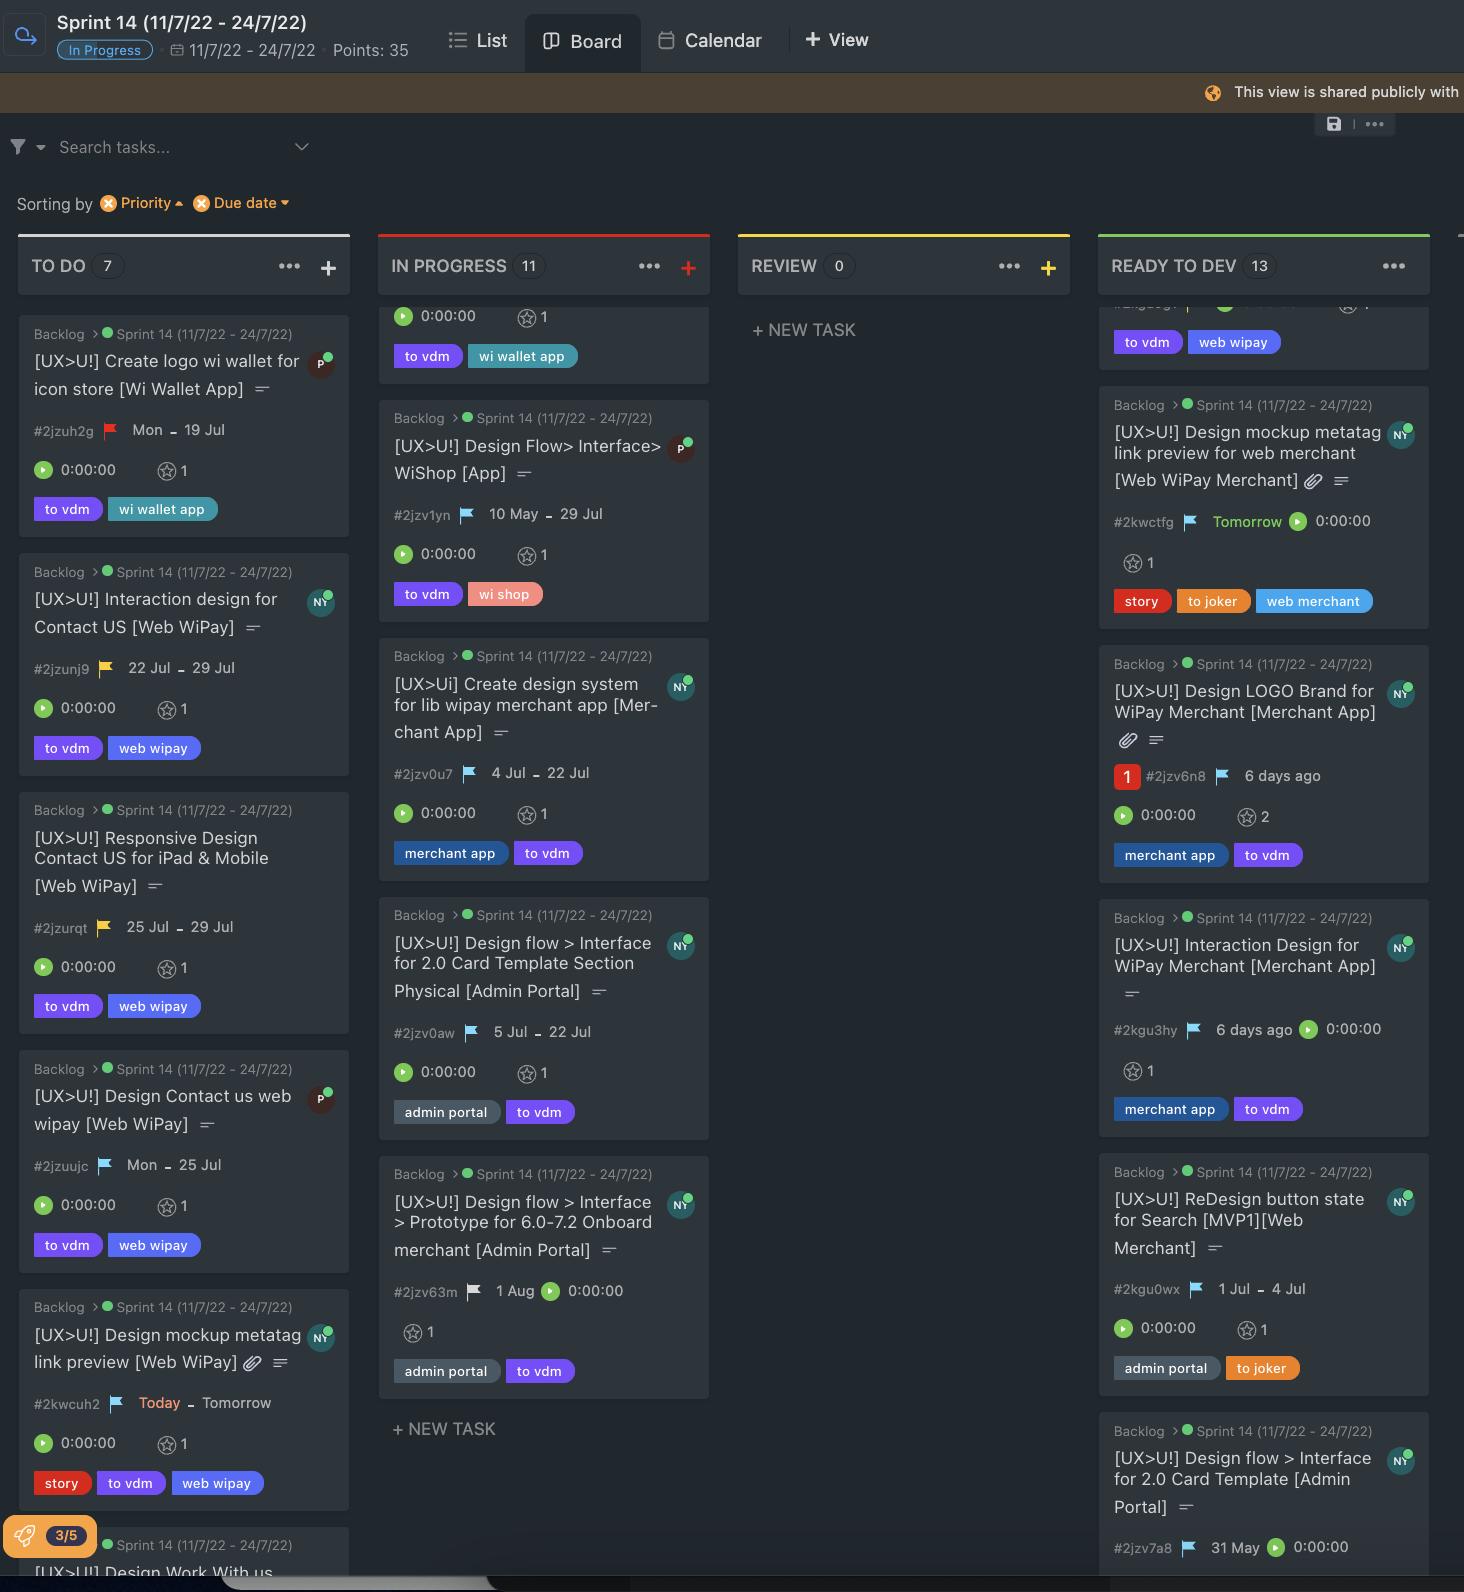 Sprint 14 (11/7/22 - 24/7/22)
In Progress 11/7/22 - 24/7/22 Points: 35
List
Board
Calendar
+ View
This view is shared publicly with
Search tasks...
Sorting by Priority Due date
TO DO 7
Backlog > Sprint 14 (11/7/22 - 24/7/22)
[UX>U!] Create logo wi wallet for
icon store [Wi Wallet App]
P
#2jzuh2g Mon - 19 Jul
0:00:00 1
to vdm wi wallet app
Backlog > Sprint 14 (11/7/22 - 24/7/22)
[UX>U!] Interaction design for
Contact US [Web WiPay]
NY
#2jzunj9 22 Jul - 29 Jul
0:00:00 1
to vdm web wipay
Backlog > Sprint 14 (11/7/22 - 24/7/22)
[UX>U!] Responsive Design
Contact US for iPad & Mobile
[Web WiPay]
#2jzurqt 25 Jul - 29 Jul
0:00:00 1
to vdm web wipay
Backlog > Sprint 14 (11/7/22 - 24/7/22)
[UX>U!] Design Contact us web
wipay [Web WiPay]
P
#2jzuujc Mon - 25 Jul
0:00:00 1
to vdm web wipay
Backlog > Sprint 14 (11/7/22 - 24/7/22)
[UX>U!] Design mockup metatag
link preview [Web WiPay]
NY
#2kwcuh2 Today - Tomorrow
0:00:00 1
story to vdm web wipay
3/5
Sprint 14 (11/7/22 - 24/7/22)
[UX>U!] Design Work With us
IN PROGRESS 11
0:00:00 1
to vdm wi wallet app
Backlog > Sprint 14 (11/7/22 - 24/7/22)
[UX>U!] Design Flow> Interface>
WiShop [App]
P
#2jzv1yn 10 May - 29 Jul
0:00:00 1
to vdm wi shop
Backlog > Sprint 14 (11/7/22 - 24/7/22)
[UX>Ui] Create design system
for lib wipay merchant app [Mer-
chant App]
NY
#2jzv0u7 4 Jul - 22 Jul
0:00:00 1
merchant app to vdm
Backlog > Sprint 14 (11/7/22 - 24/7/22)
[UX>U!] Design flow > Interface
for 2.0 Card Template Section
Physical [Admin Portal]
NY
#2jzv0aw 5 Jul - 22 Jul
0:00:00 1
admin portal to vdm
Backlog > Sprint 14 (11/7/22 - 24/7/22)
[UX>U!] Design flow > Interface
> Prototype for 6.0-7.2 Onboard
merchant [Admin Portal]
NY
#2jzv63m 1 Aug 0:00:00
1
admin portal to vdm
+ NEW TASK
REVIEW 0
+ NEW TASK
READY TO DEV 13
to vdm web wipay
Backlog > Sprint 14 (11/7/22 - 24/7/22)
[UX>U!] Design mockup metatag
link preview for web merchant
[Web WiPay Merchant]
NY
#2kwctfg Tomorrow 0:00:00
1
story to joker web merchant
Backlog > Sprint 14 (11/7/22 - 24/7/22)
[UX>U!] Design LOGO Brand for
WiPay Merchant [Merchant App]
NY
1 #2jzv6n8 6 days ago
0:00:00 2
merchant app to vdm
Backlog > Sprint 14 (11/7/22 - 24/7/22)
[UX>U!] Interaction Design for
WiPay Merchant [Merchant App]
NY
#2kgu3hy 6 days ago 0:00:00
1
merchant app to vdm
Backlog > Sprint 14 (11/7/22 - 24/7/22)
[UX>U!] ReDesign button state
for Search [MVP1][Web
Merchant]
NY
#2kgu0wx 1 Jul - 4 Jul
0:00:00 1
admin portal to joker
Backlog > Sprint 14 (11/7/22 - 24/7/22)
[UX>U!] Design flow > Interface
for 2.0 Card Template [Admin
Portal]
NY
#2jzv7a8 31 May 0:00:00